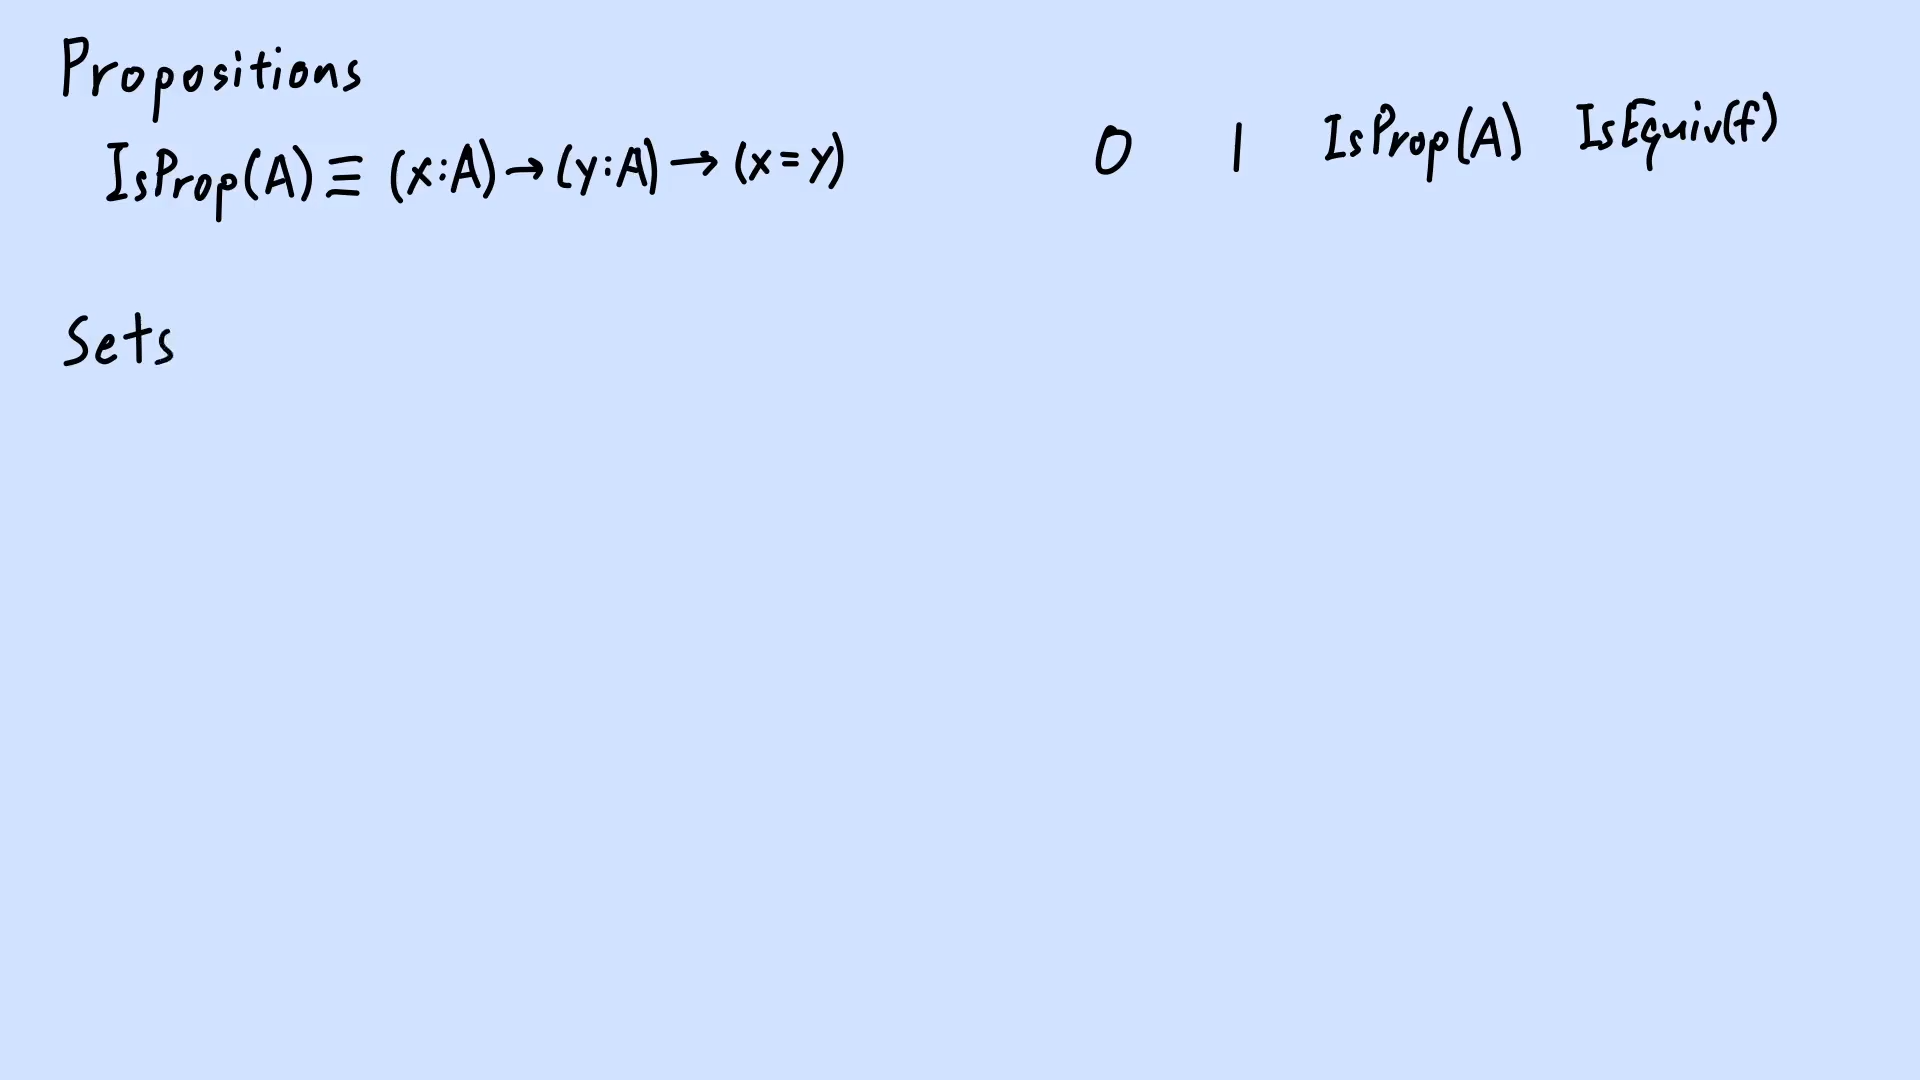 Propositions
IsProp(A) ≡ (x:A) → (y:A) → (x = y) 0 1 IsProp(A) IsEquiv(f)
Sets